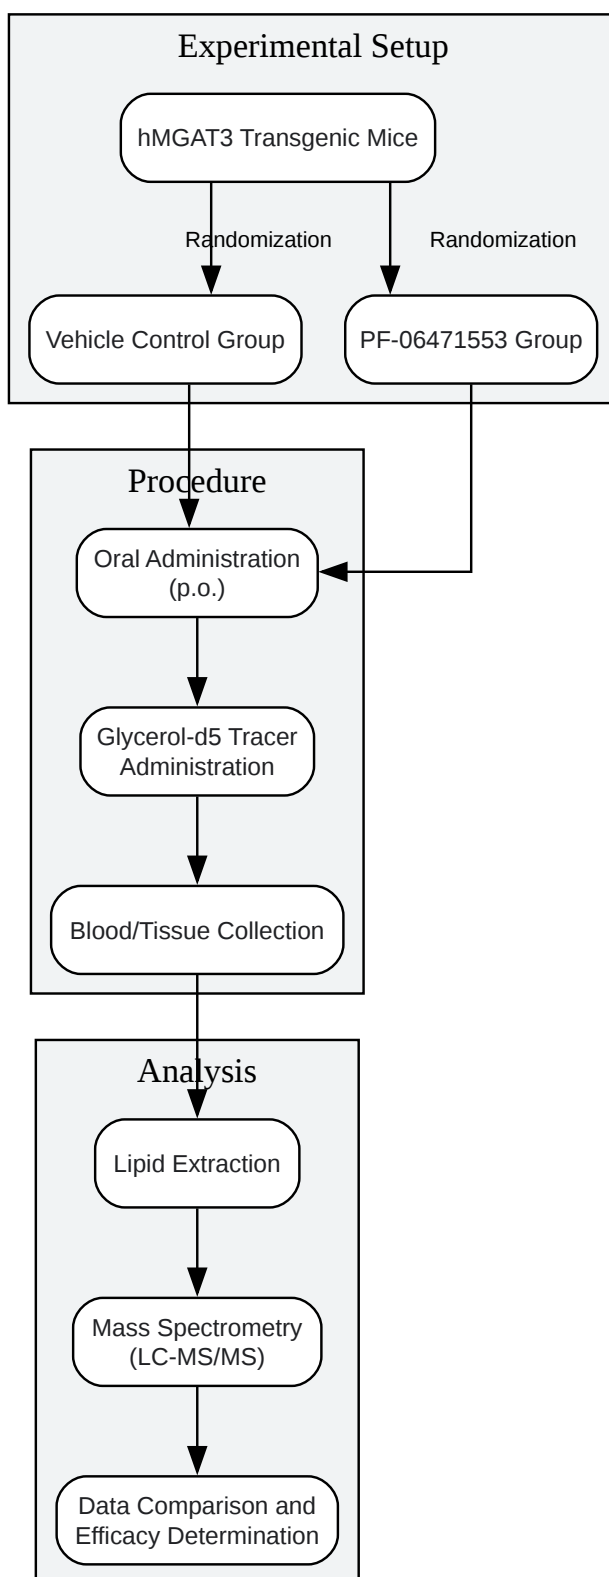 Experimental Setup
hMGAT3 Transgenic Mice
Randomization
Randomization
Vehicle Control Group
PF-06471553 Group
Procedure
Oral Administration
(p.o.)
Glycerol-d5 Tracer
Administration
Blood/Tissue Collection
Analysis
Lipid Extraction
Mass Spectrometry
(LC-MS/MS)
Data Comparison and
Efficacy Determination